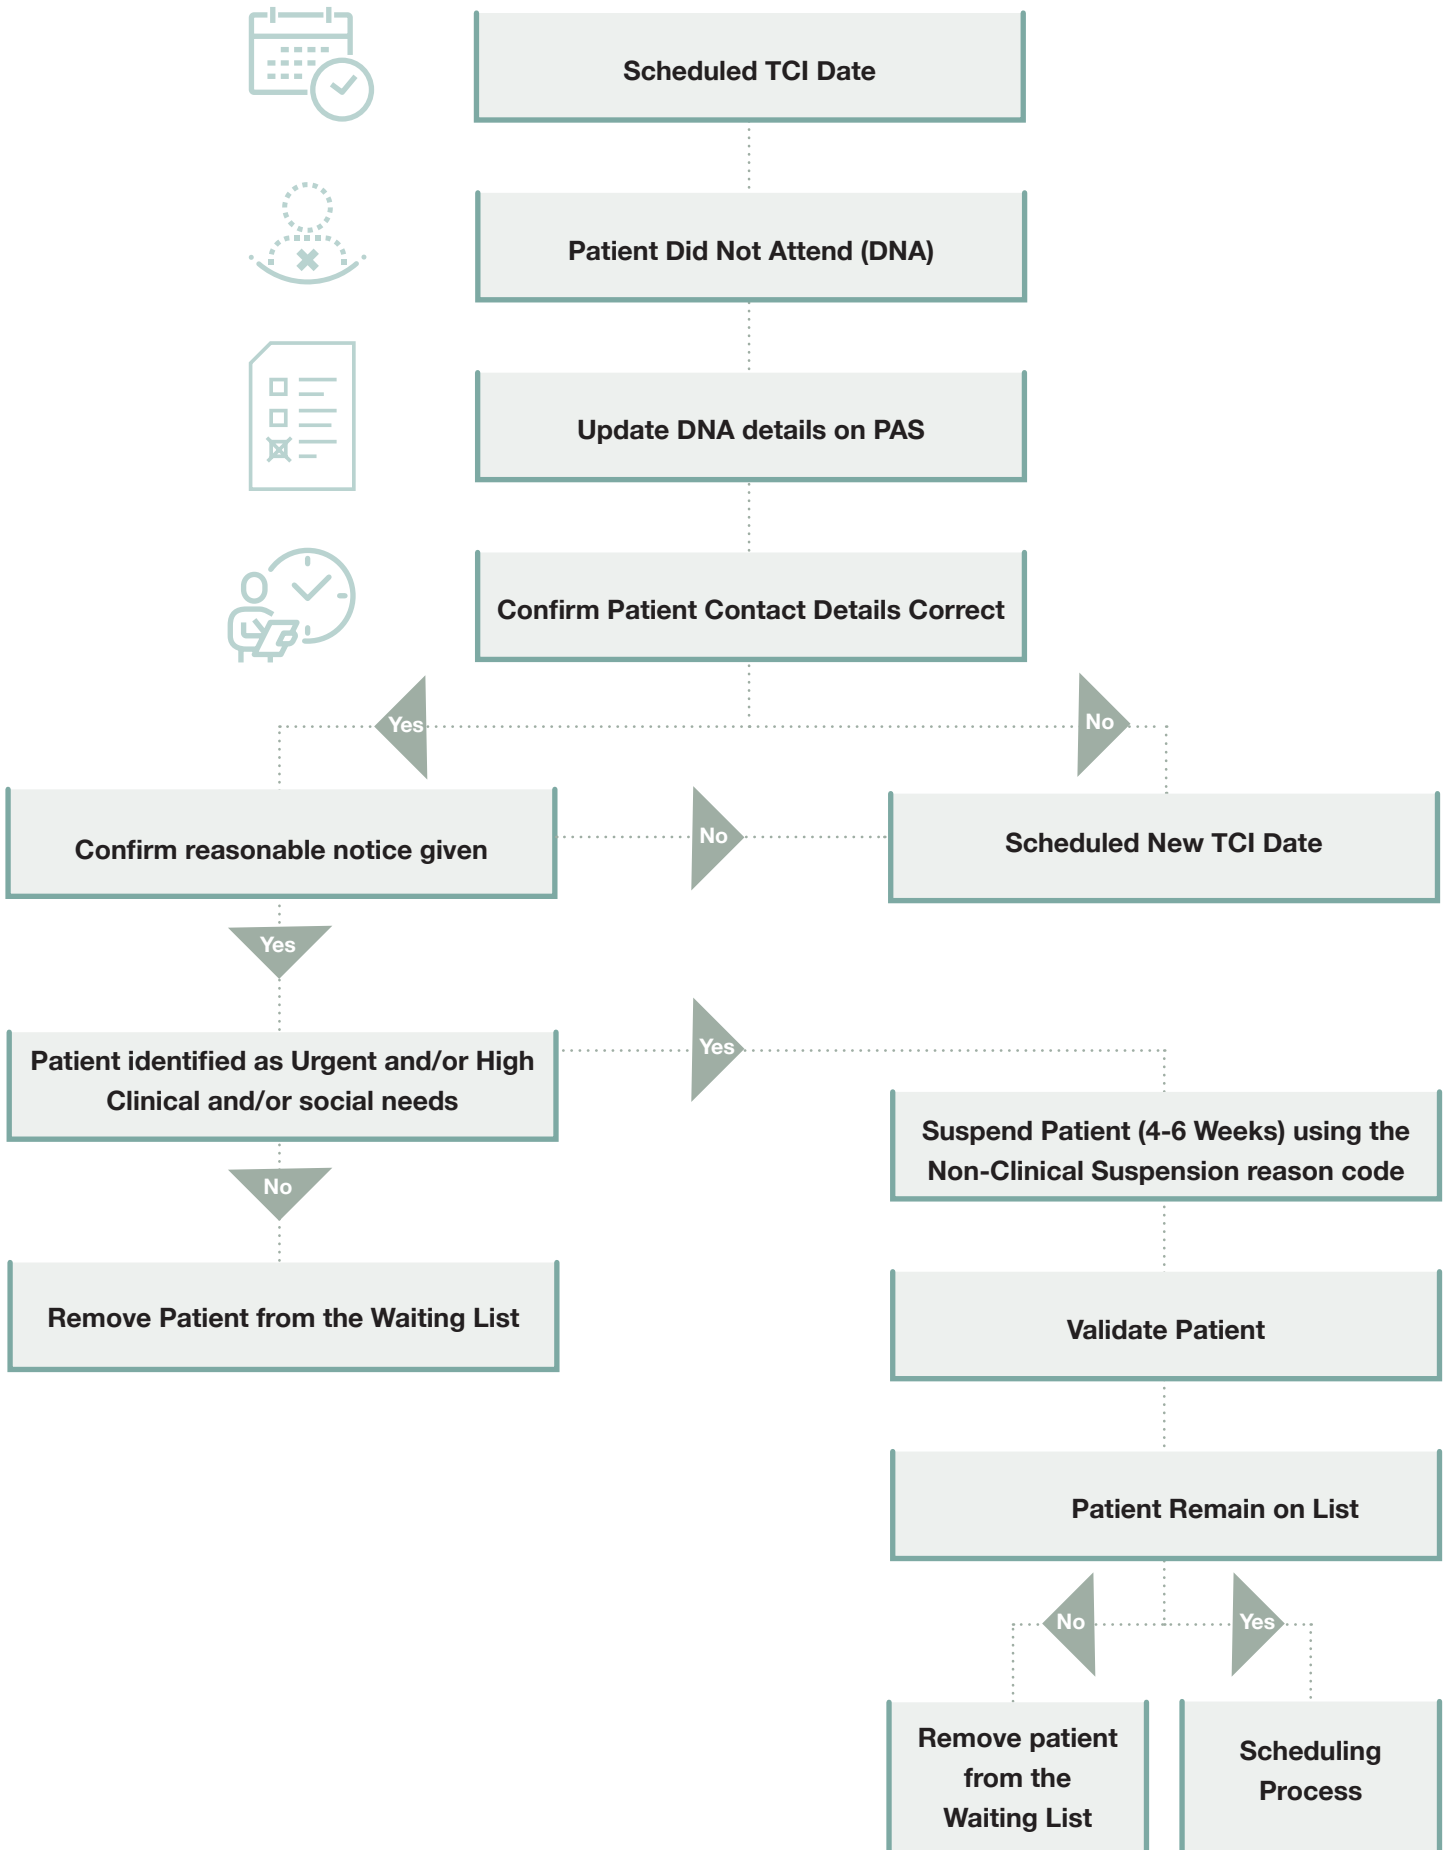 Scheduled TCI Date
Patient Did Not Attend (DNA)
Update DNA details on PAS
Confirm Patient Contact Details Correct
Yes
No
Confirm reasonable notice given
No
Scheduled New TCI Date
Yes
Patient identified as Urgent and/or High
Clinical and/or social needs
Yes
Suspend Patient (4-6 Weeks) using the
Non-Clinical Suspension reason code
No
Remove Patient from the Waiting List
Validate Patient
Patient Remain on List
No
Yes
Remove patient
from the
Waiting List
Scheduling
Process